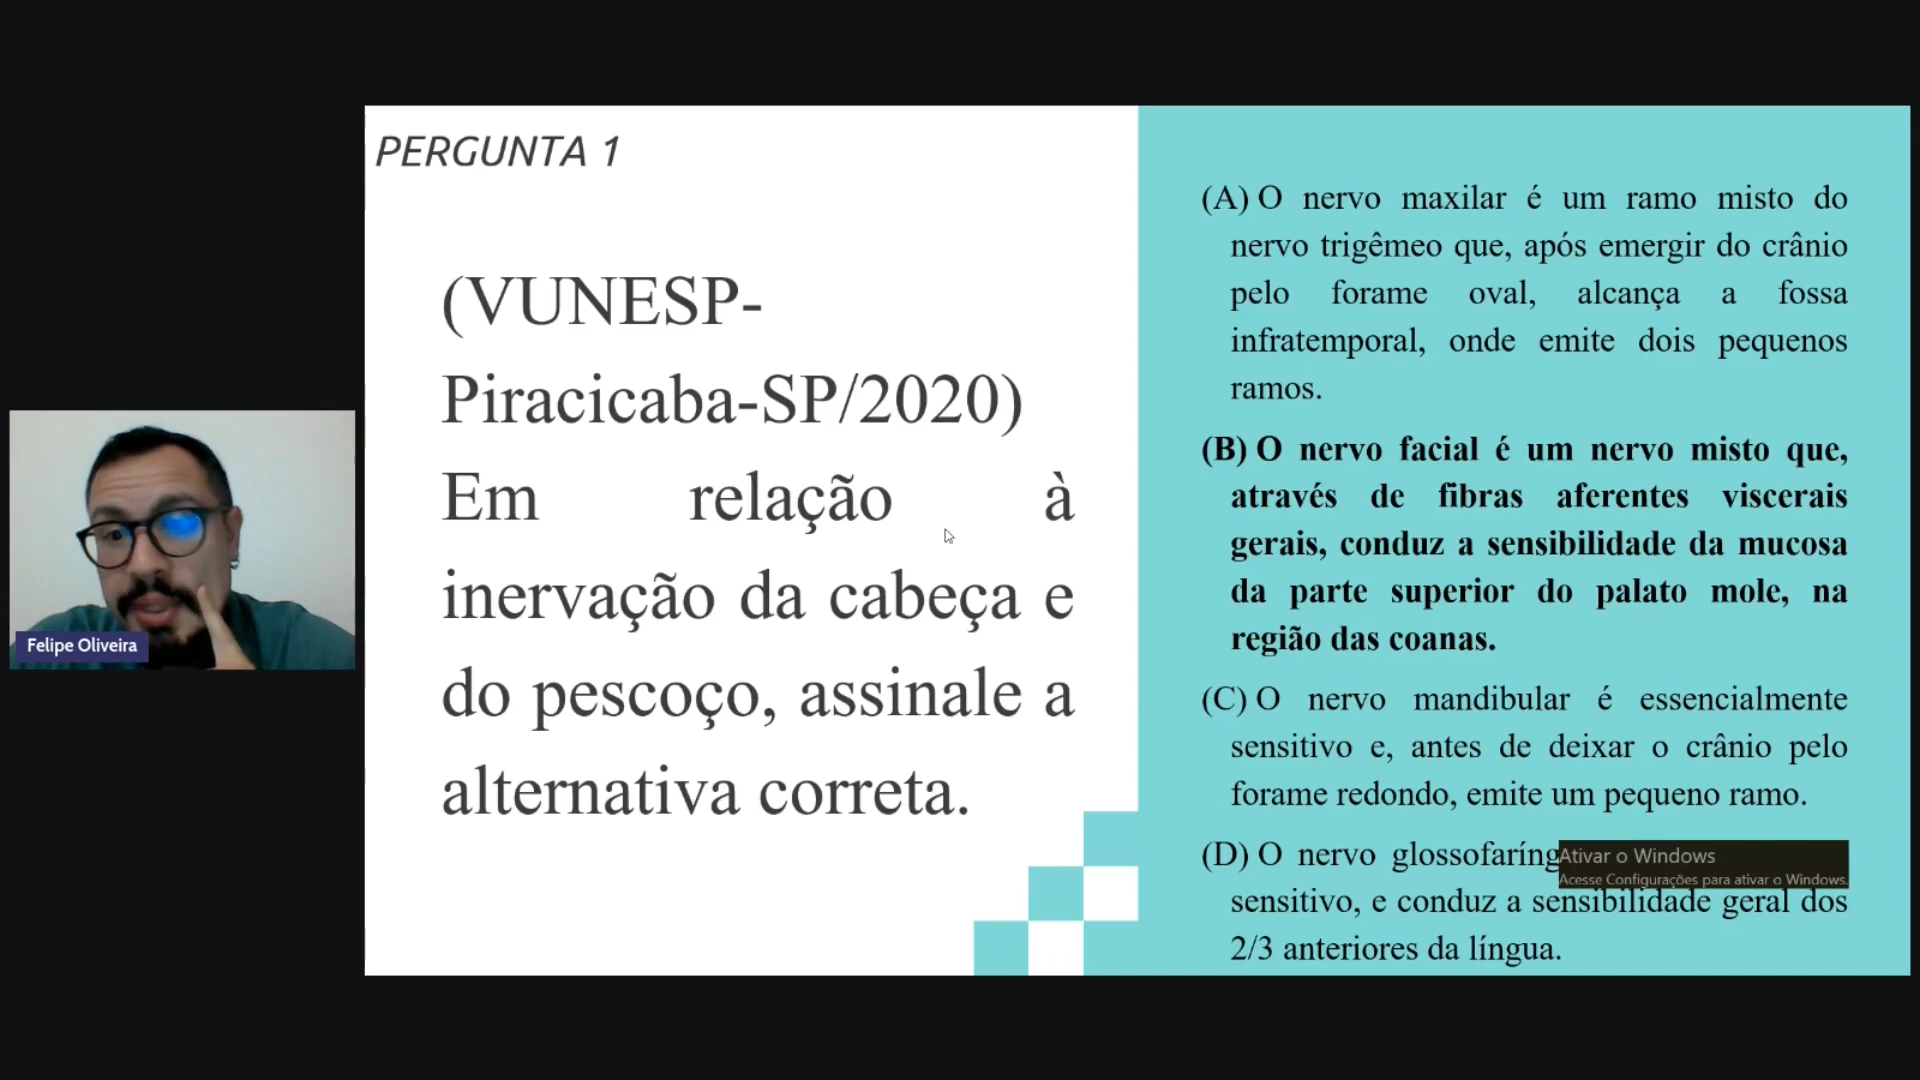 PERGUNTA 1
(VUNESP-
Piracicaba-SP/2020)
Em relação à
inervação da cabeça e
do pescoço, assinale a
alternativa correta.
(A) O nervo maxilar é um ramo misto do
nervo trigêmeo que, após emergir do crânio
pelo forame oval, alcança a fossa
infratemporal, onde emite dois pequenos
ramos.
(B) O nervo facial é um nervo misto que,
através de fibras aferentes viscerais
gerais, conduz a sensibilidade da mucosa
da parte superior do palato mole, na
região das coanas.
(C) O nervo mandibular é essencialmente
sensitivo e, antes de deixar o crânio pelo
forame redondo, emite um pequeno ramo.
(D) O nervo
sensitivo, e conduz a sensibilidade geral dos
2/3 anteriores da língua.
Ativar o Windows
Acesse Configurações para ativar o Windows.
Felipe Oliveira